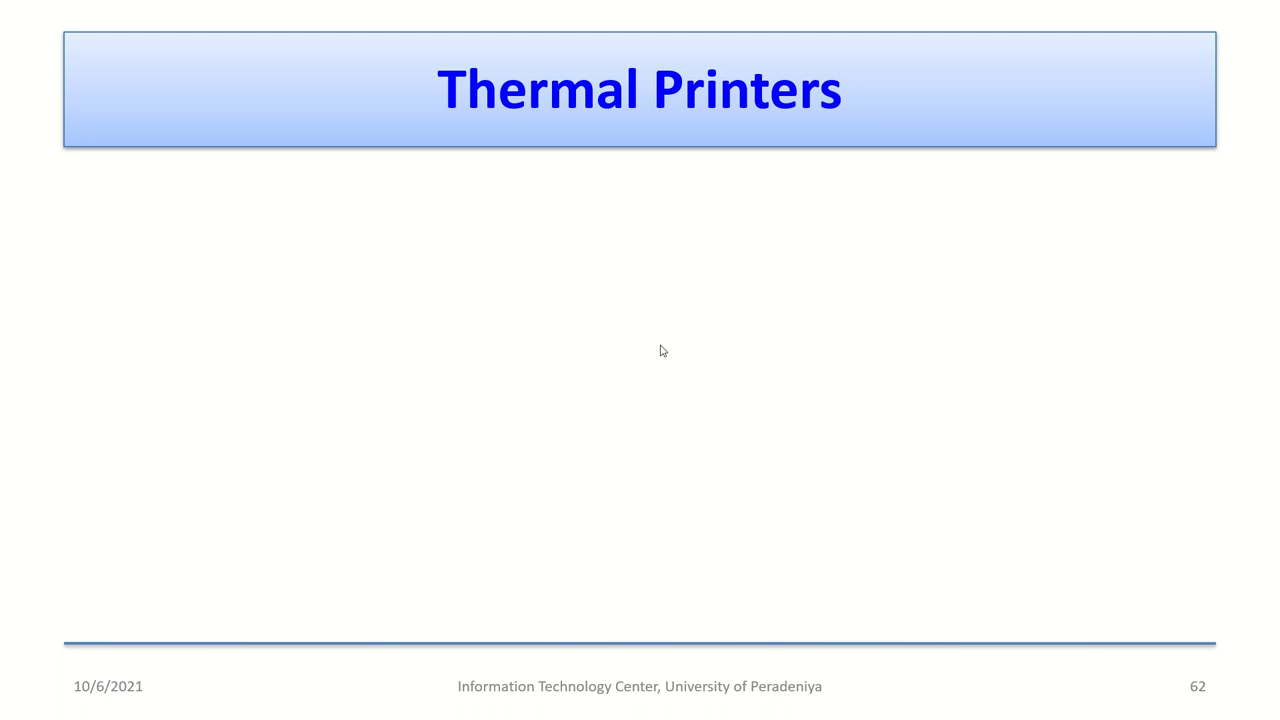 Thermal Printers
10/6/2021
Information Technology Center, University of Peradeniya
62